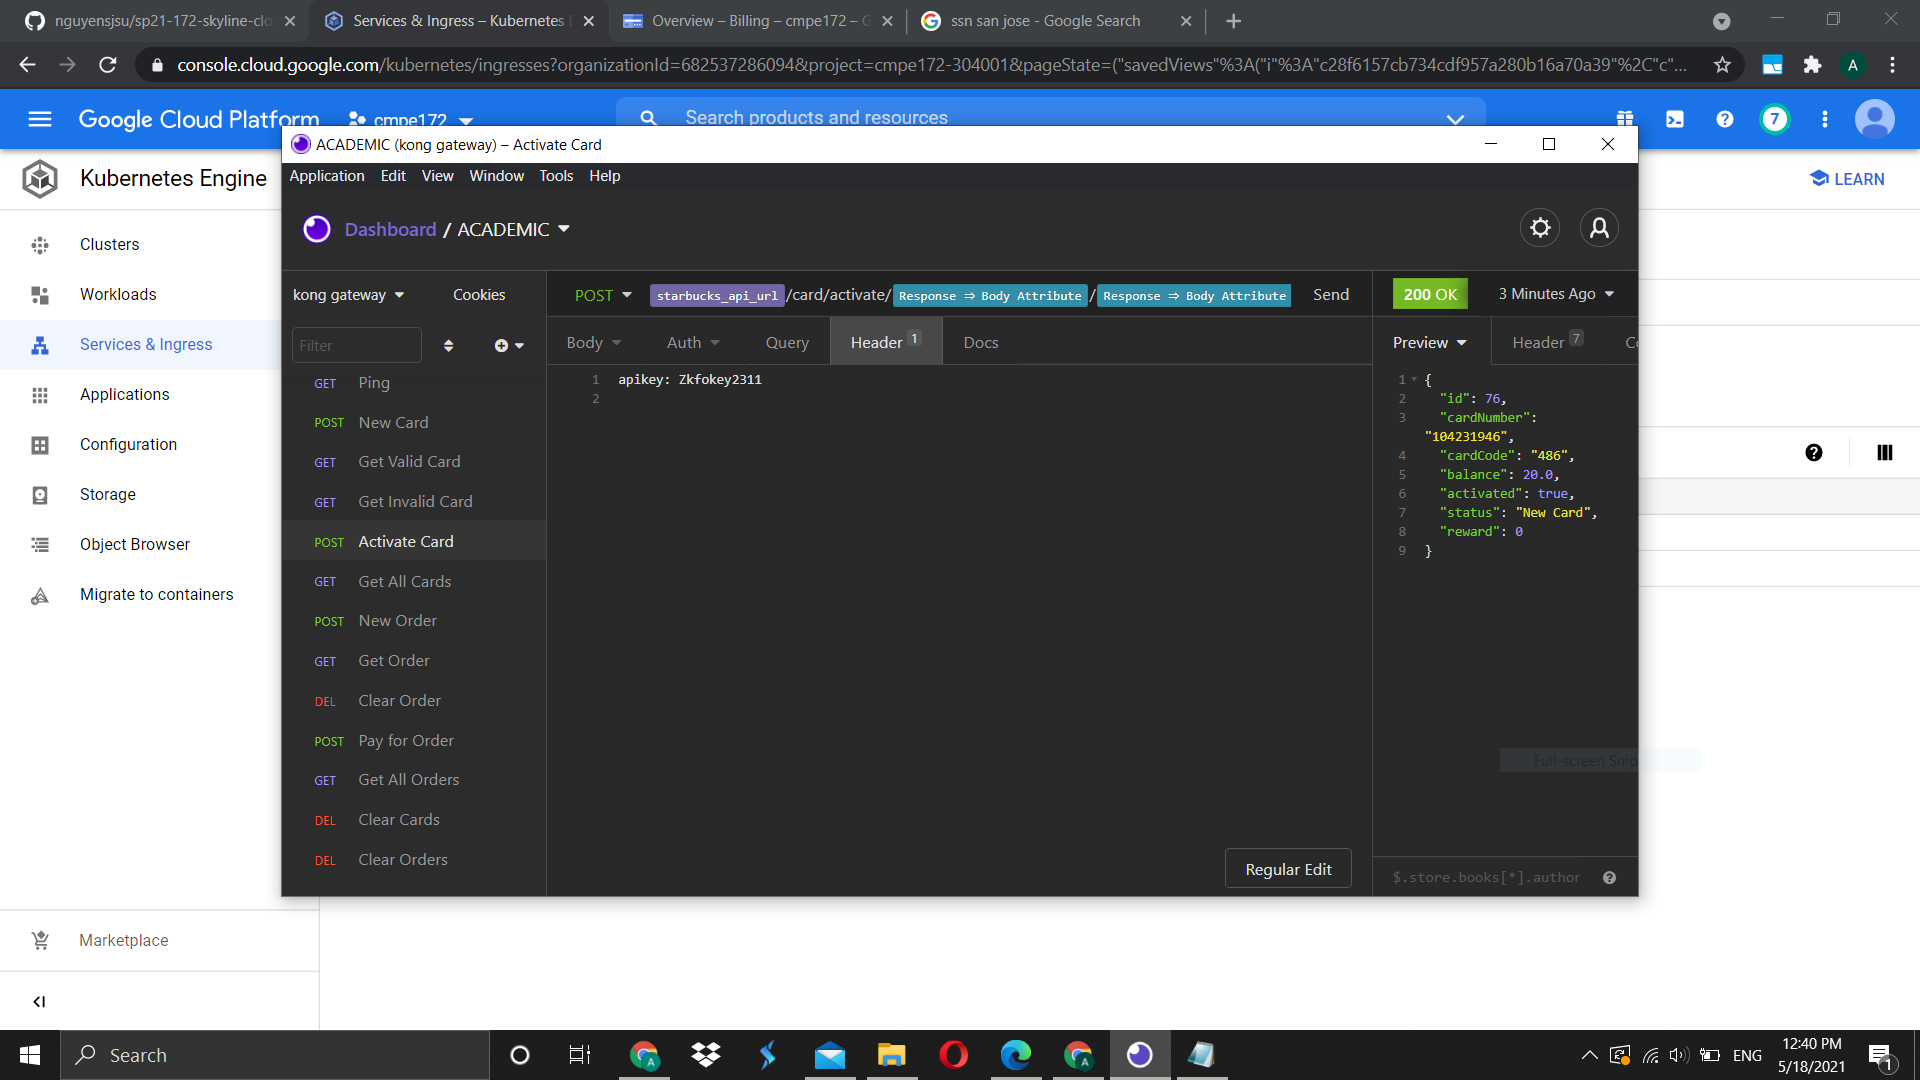 nguyensjsu/sp21-172-skyline-clo
Services & Ingress – Kubernetes
Overview – Billing – cmpe172 – G
ssn san jose - Google Search
console.cloud.google.com/kubernetes/ingresses?organizationId=682537286094&project=cmpe172-304001&pageState=("savedViews"%3A("i"%3A"c28f6157cb734cdf957a280b16a70a39"%2C"c"...
A
Google Cloud Platform
cmpe172
Search products and resources
7
Kubernetes Engine
LEARN
Clusters
Workloads
Services & Ingress
Applications
Configuration
Storage
Object Browser
Migrate to containers
Marketplace
ACADEMIC (kong gateway) – Activate Card
Application Edit View Window Tools Help
Dashboard / ACADEMIC
kong gateway
Cookies
Filter
GET Ping
POST New Card
GET Get Valid Card
GET Get Invalid Card
POST Activate Card
GET Get All Cards
POST New Order
GET Get Order
DEL Clear Order
POST Pay for Order
GET Get All Orders
DEL Clear Cards
DEL Clear Orders
POST starbucks_api_url/card/activate/Response ⇒ Body Attribute/Response ⇒ Body Attribute Send
Body Auth Query Header 1 Docs
1 apikey: Zkfokey2311
2
Regular Edit
200 OK
3 Minutes Ago
Preview Header 7
1 {
2 "id": 76,
3 "cardNumber":
"104231946",
4 "cardCode": "486",
5 "balance": 20.0,
6 "activated": true,
7 "status": "New Card",
8 "reward": 0
9 }
Full-screen Snip
$.store.books[*].author
Search
ENG
12:40 PM
5/18/2021
1